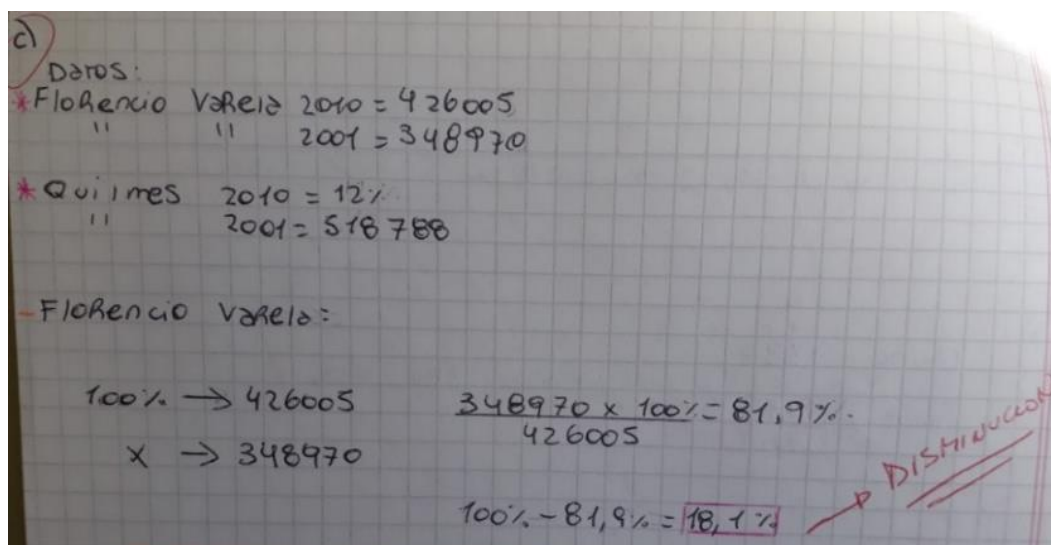 c)
Datos:
* Florencio Varela 2010 = 426005
" " 2001 = 348970
* Quilmes 2010 = 12%
" 2001 = 518788
- Florencio Varela:
100% → 426005
x → 348970
348970 x 100% = 81,9%.
426005
100% - 81,9% = 18,1%
→ DISMINUCION